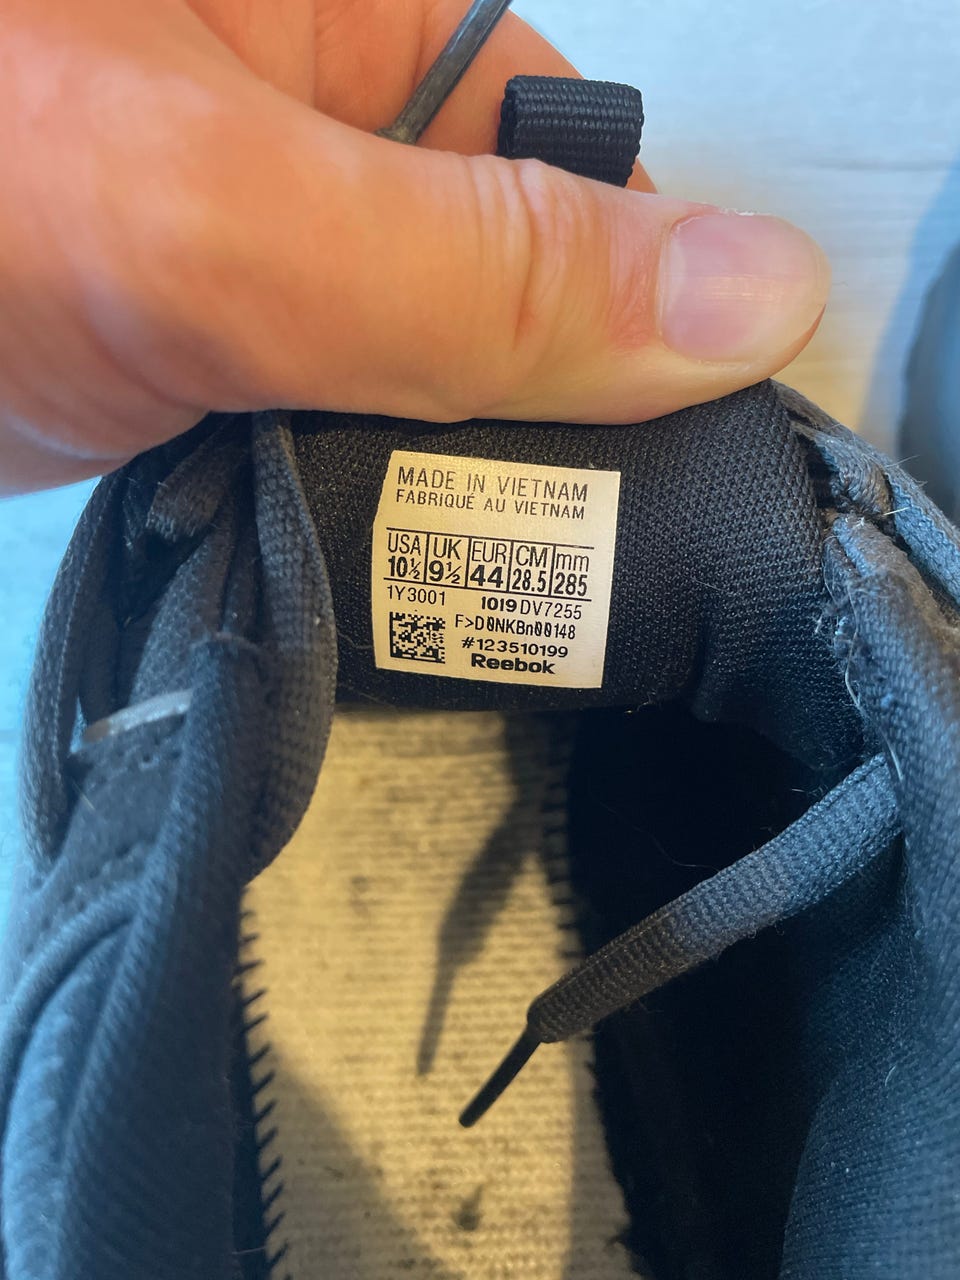 MADE IN VIETNAM
FABRIQUÉ AU VIETNAM
USA UK EUR CM mm
10½ 9½ 44 28.5 285
1Y3001 1019 DV7255
F>D0NKBn00148
#123510199
Reebok